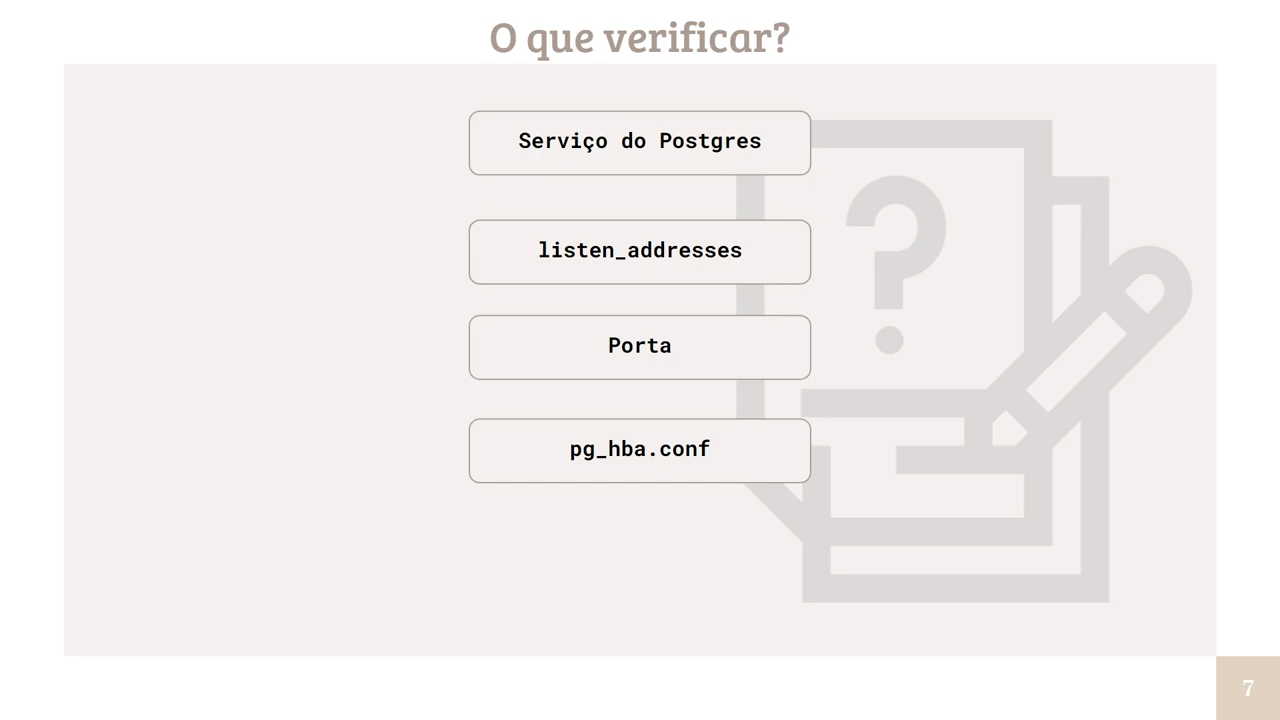 O que verificar?
Serviço do Postgres
listen_addresses
Porta
pg_hba.conf
7